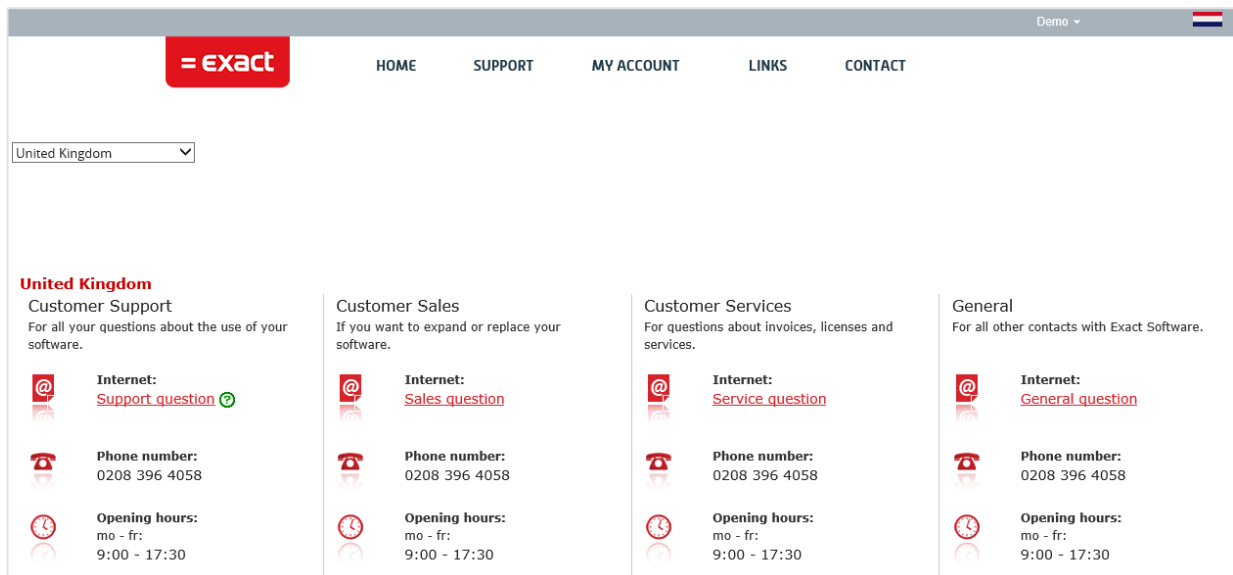 Demo
= exact
HOME SUPPORT MY ACCOUNT LINKS CONTACT
United Kingdom
United Kingdom
Customer Support
For all your questions about the use of your
software.
@
Internet:
Support question ?
Phone number:
0208 396 4058
Opening hours:
mo - fr:
9:00 - 17:30
Customer Sales
If you want to expand or replace your
software.
@
Internet:
Sales question
Phone number:
0208 396 4058
Opening hours:
mo - fr:
9:00 - 17:30
Customer Services
For questions about invoices, licenses and
services.
@
Internet:
Service question
Phone number:
0208 396 4058
Opening hours:
mo - fr:
9:00 - 17:30
General
For all other contacts with Exact Software.
@
Internet:
General question
Phone number:
0208 396 4058
Opening hours:
mo - fr:
9:00 - 17:30